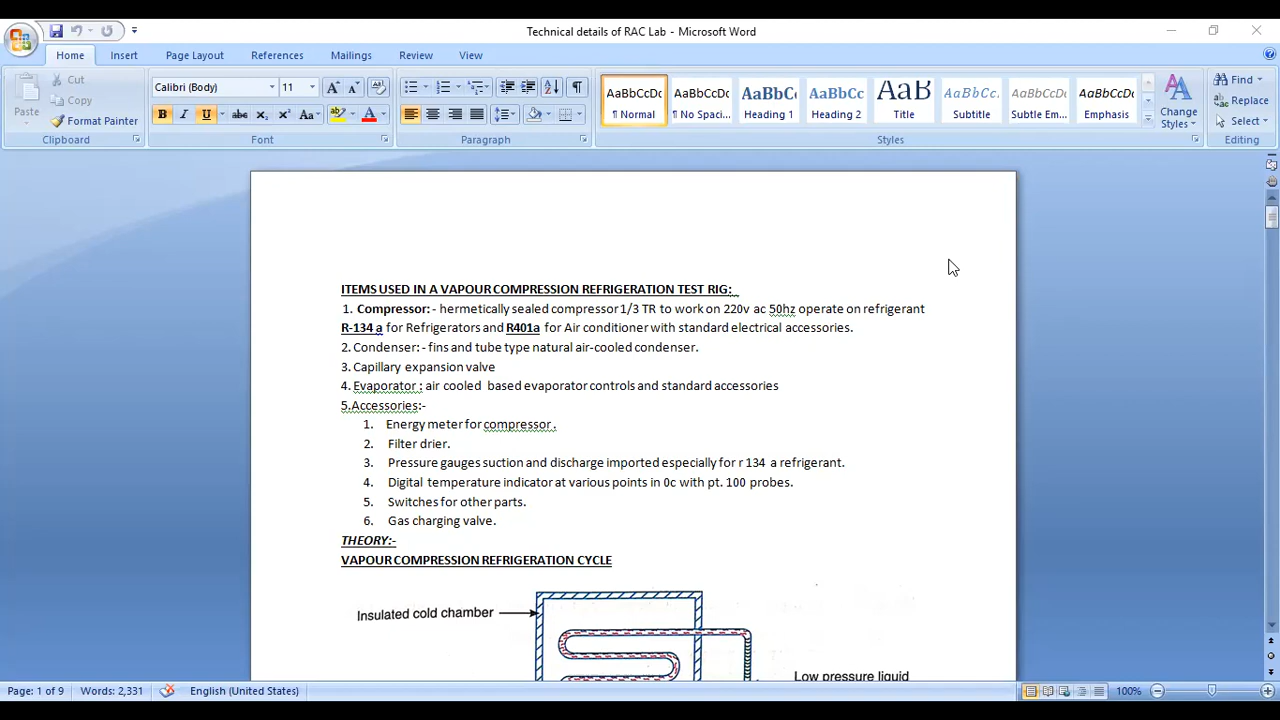 Technical details of RAC Lab - Microsoft Word
Home Insert Page Layout References Mailings Review View
Paste
Cut
Copy
Format Painter
Clipboard
Calibri (Body) 11
B I U abc x₂ x² Aa A
Font
Paragraph
AaBbCcDc AaBbCcDc AaBbC AaBbCc AaB AaBbCc. AaBbCcDc AaBbCcDc
¶ Normal ¶ No Spaci... Heading 1 Heading 2 Title Subtitle Subtle Em... Emphasis
Change Styles
Styles
Find
Replace
Select
Editing
ITEMS USED IN A VAPOUR COMPRESSION REFRIGERATION TEST RIG:
1. Compressor: - hermetically sealed compressor 1/3 TR to work on 220v ac 50hz operate on refrigerant
R-134 a for Refrigerators and R401a for Air conditioner with standard electrical accessories.
2. Condenser: - fins and tube type natural air-cooled condenser.
3. Capillary expansion valve
4. Evaporator : air cooled based evaporator controls and standard accessories
5.Accessories:-
1. Energy meter for compressor .
2. Filter drier.
3. Pressure gauges suction and discharge imported especially for r 134 a refrigerant.
4. Digital temperature indicator at various points in 0c with pt. 100 probes.
5. Switches for other parts.
6. Gas charging valve.
THEORY:-
VAPOUR COMPRESSION REFRIGERATION CYCLE
Insulated cold chamber
Low pressure liquid
Page: 1 of 9 Words: 2,331 English (United States) 100%